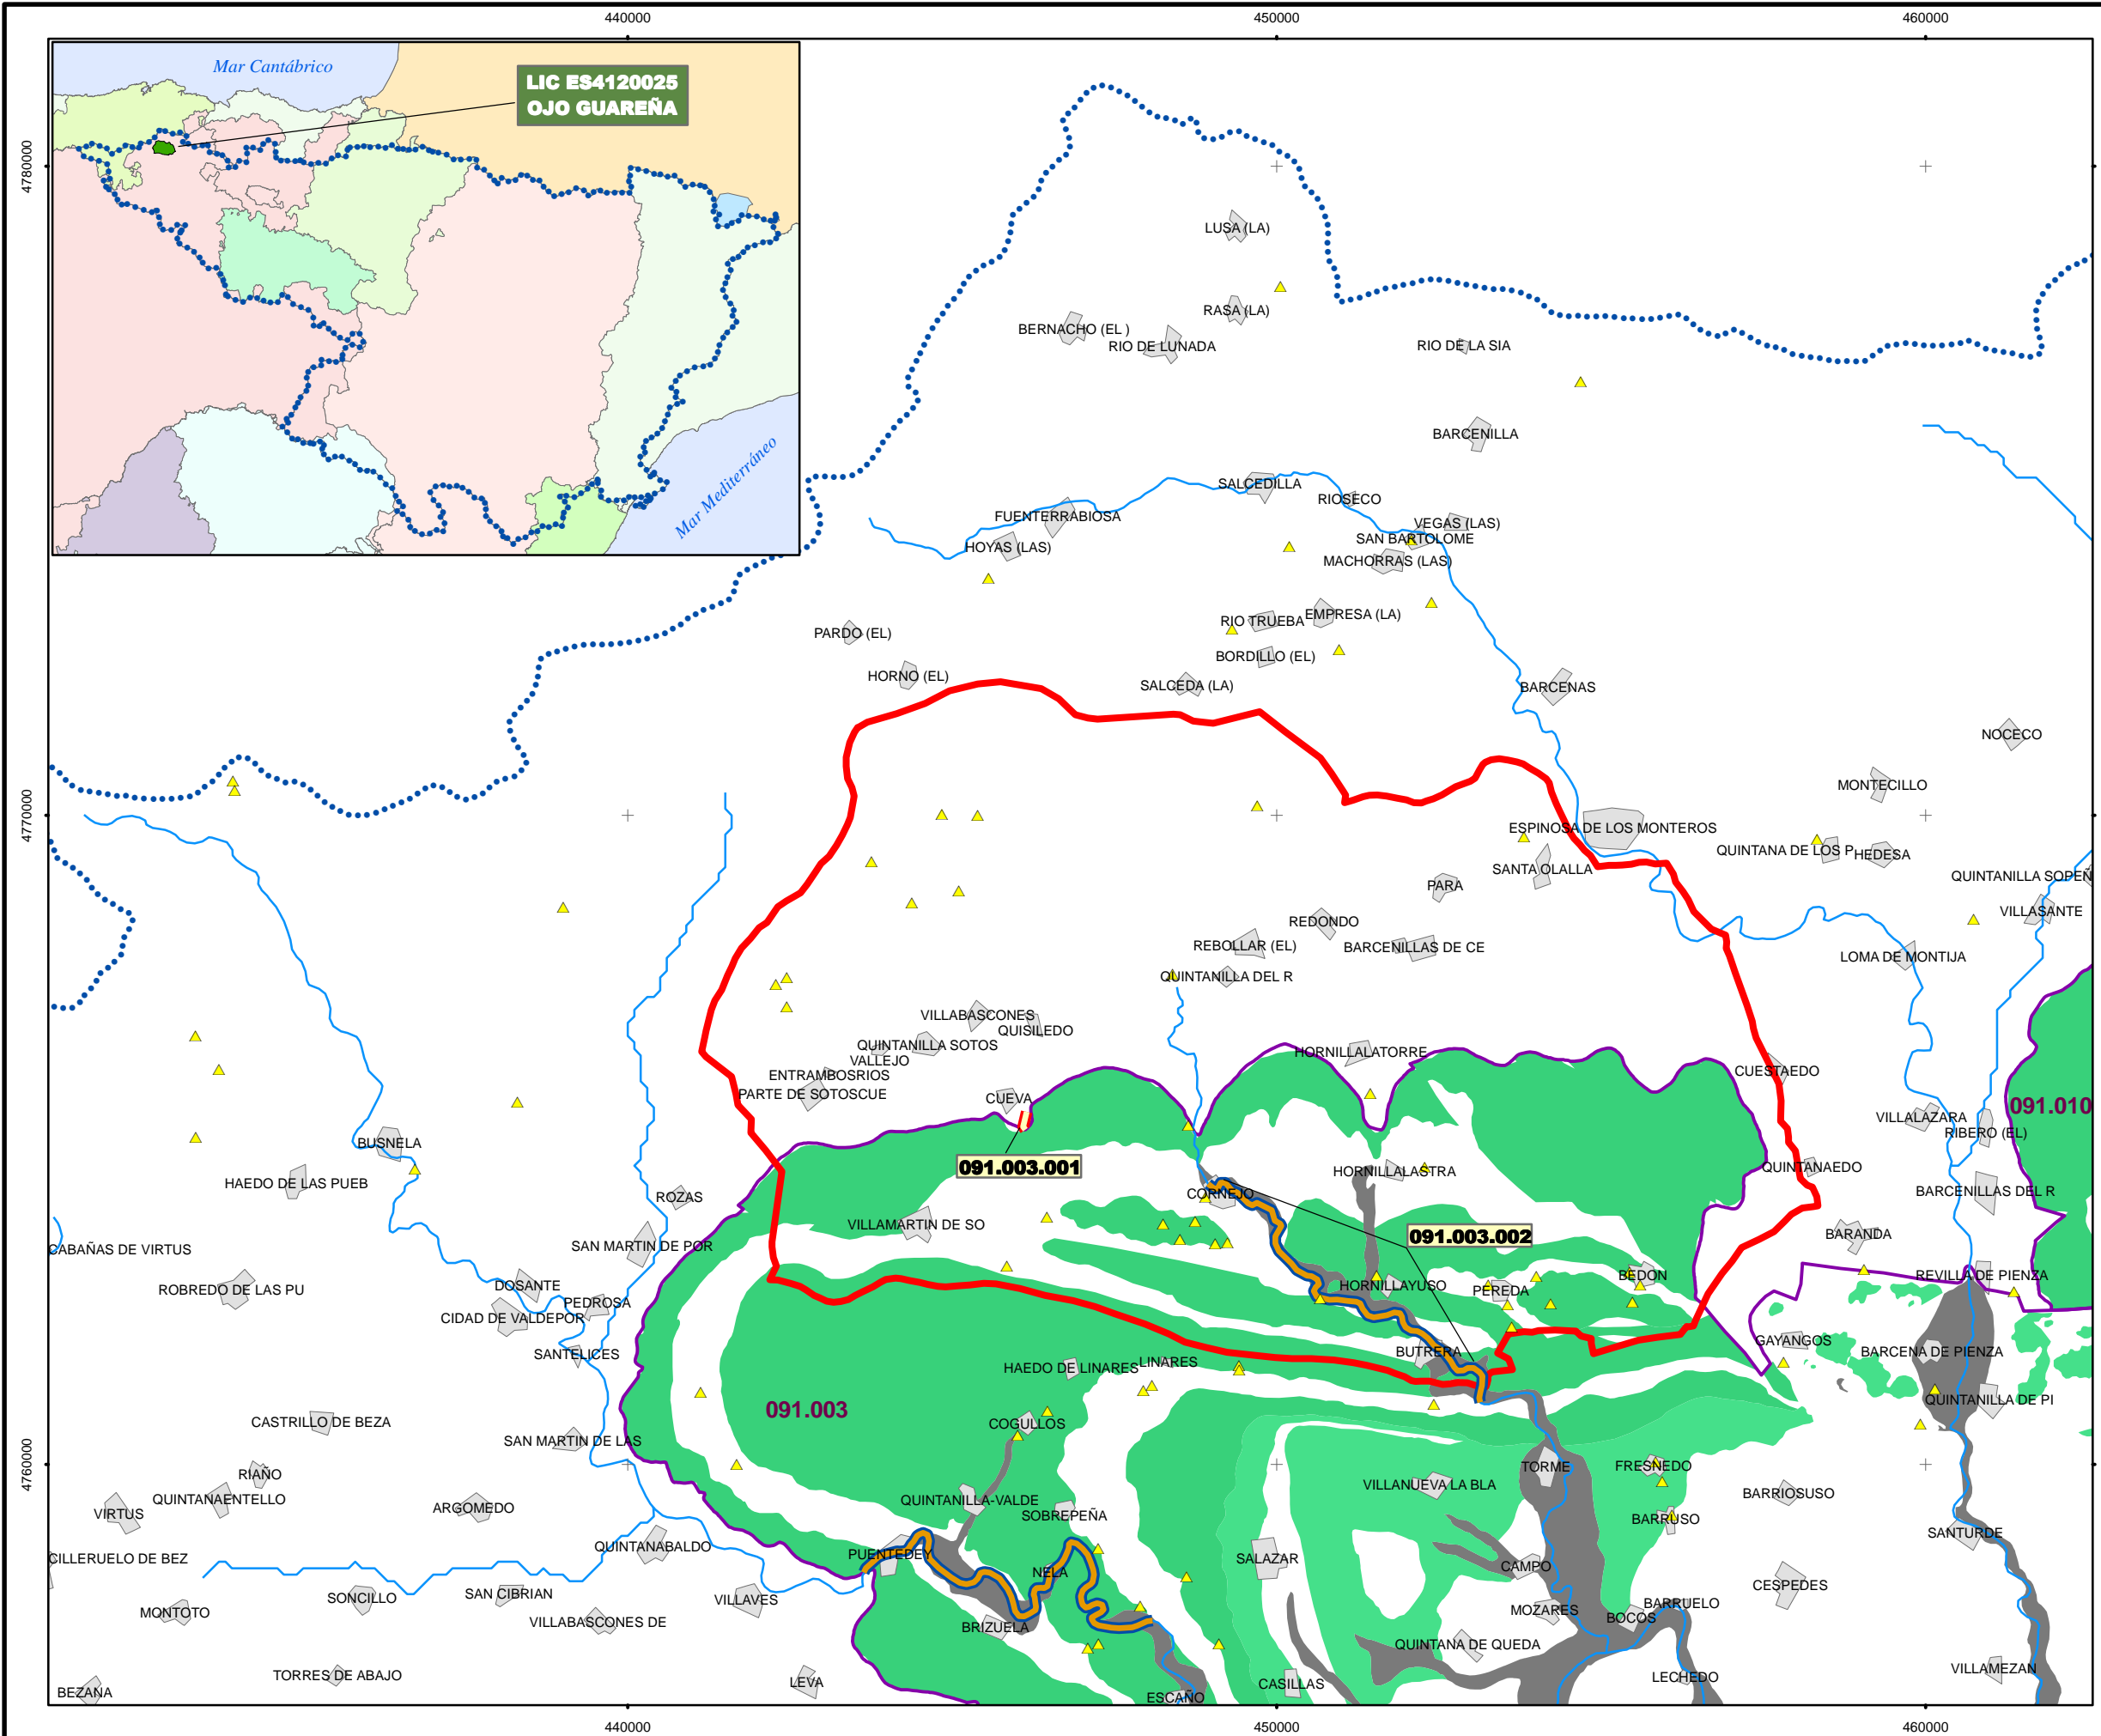 440000
450000
460000
Mar Cantábrico
LIC ES4120025
OJO GUAREÑA
Mar Mediterráneo
4780000
LUSA (LA)
RASA (LA)
BERNACHO (EL )
RIO DE LUNADA
RIO DE LA SIA
BARCENILLA
SALCEDILLA
RIOSECO
FUENTERRABIOSA
VEGAS (LAS)
SAN BARTOLOME
HOYAS (LAS)
MACHORRAS (LAS)
EMPRESA (LA)
RIO TRUEBA
PARDO (EL)
BORDILLO (EL)
HORNO (EL)
SALCEDA (LA)
BARCENAS
NOCECO
MONTECILLO
4770000
ESPINOSA DE LOS MONTEROS
QUINTANA DE LOS P
HEDESA
SANTA OLALLA
QUINTANILLA SOPEÑ
PARA
VILLASANTE
REDONDO
REBOLLAR (EL)
BARCENILLAS DE CE
LOMA DE MONTIJA
QUINTANILLA DEL R
VILLABASCONES
QUISILEDO
QUINTANILLA SOTOS
VALLEJO
HORNILLALATORRE
ENTRAMBOSRIOS
CUESTAEDO
PARTE DE SOTOSCUE
CUEVA
091.010
VILLALAZARA
RIBERO (EL)
BUSNELA
091.003.001
HORNILLALASTRA
QUINTANAEDO
HAEDO DE LAS PUEB
ROZAS
CORNEJO
BARCENILLAS DEL R
VILLAMARTIN DE SO
091.003.002
BARANDA
CABAÑAS DE VIRTUS
SAN MARTIN DE POR
ROBREDO DE LAS PU
DOSANTE
HORNILLAYUSO
PEREDA
BEDON
REVILLA DE PIENZA
PEDROSA
CIDAD DE VALDEPOR
GAYANGOS
SANTELICES
BUTRERA
BARCENA DE PIENZA
HAEDO DE LINARES
LINARES
091.003
QUINTANILLA DE PI
CASTRILLO DE BEZA
COGULLOS
SAN MARTIN DE LAS
4760000
RIAÑO
TORME
FRESNEDO
VILLANUEVA LA BLA
BARRIOSUSO
QUINTANAENTELLO
QUINTANILLA-VALDE
VIRTUS
ARGOMEDO
SOBREPEÑA
BARRUSO
SANTURDE
QUINTANABALDO
PUENTEDEY
CILLERUELO DE BEZ
SALAZAR
CAMPO
NELA
SONCILLO
SAN CIBRIAN
VILLAVES
CESPEDES
MONTOTO
MOZARES
BARRUELO
BOCOS
VILLABASCONES DE
BRIZUELA
QUINTANA DE QUEDA
TORRES DE ABAJO
LEVA
CASILLAS
LECHEDO
VILLAMEZAN
BEZANA
ESCAÑO
440000
450000
460000